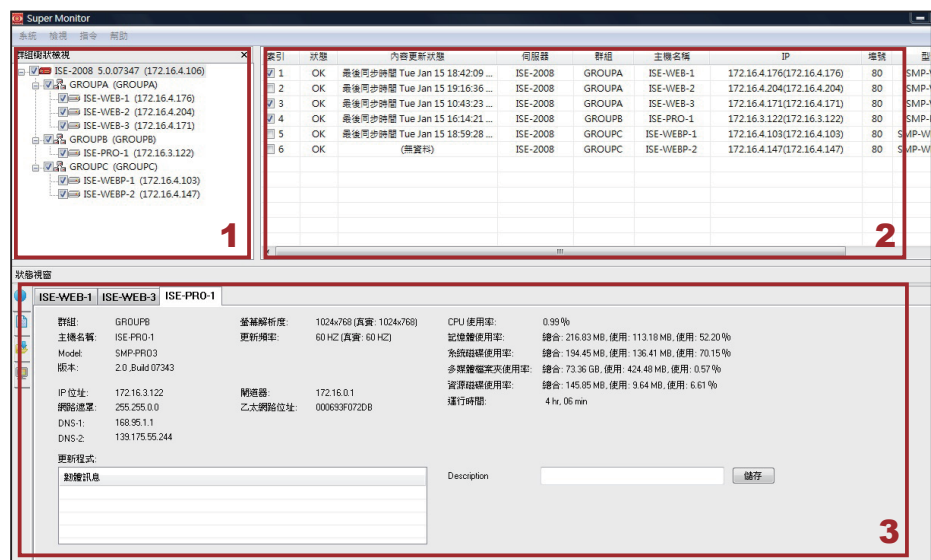 Super Monitor
系統 檢視 指令 幫助
群組樹狀檢視
ISE-2008 5.0.07347 (172.16.4.106)
GROUPA (GROUPA)
ISE-WEB-1 (172.16.4.176)
ISE-WEB-2 (172.16.4.204)
ISE-WEB-3 (172.16.4.171)
GROUPB (GROUPB)
ISE-PRO-1 (172.16.3.122)
GROUPC (GROUPC)
ISE-WEBP-1 (172.16.4.103)
ISE-WEBP-2 (172.16.4.147)
1
索引 狀態 內容更新狀態 伺服器 群組 主機名稱 IP 埠號 型
1 OK 最後同步時間 Tue Jan 15 18:42:09 ... ISE-2008 GROUPA ISE-WEB-1 172.16.4.176(172.16.4.176) 80 SMP-W
2 OK 最後同步時間 Tue Jan 15 19:16:36 ... ISE-2008 GROUPA ISE-WEB-2 172.16.4.204(172.16.4.204) 80 SMP-W
3 OK 最後同步時間 Tue Jan 15 10:43:23 ... ISE-2008 GROUPA ISE-WEB-3 172.16.4.171(172.16.4.171) 80 SMP-W
4 OK 最後同步時間 Tue Jan 15 16:14:21 ... ISE-2008 GROUPB ISE-PRO-1 172.16.3.122(172.16.3.122) 80 SMP-
5 OK 最後同步時間 Tue Jan 15 18:59:28 ... ISE-2008 GROUPC ISE-WEBP-1 172.16.4.103(172.16.4.103) 80 SMP-W
6 OK (無資料) ISE-2008 GROUPC ISE-WEBP-2 172.16.4.147(172.16.4.147) 80 SMP-W
2
狀態視窗
ISE-WEB-1 ISE-WEB-3 ISE-PRO-1
群組: GROUPB 螢幕解析度: 1024x768 (真實: 1024x768) CPU 使用率: 0.99 %
主機名稱: ISE-PRO-1 更新頻率: 60 HZ (真實: 60 HZ) 記憶體使用率: 總合: 216.83 MB, 使用: 113.18 MB, 使用: 52.20 %
Model: SMP-PRO3 系統磁碟使用率: 總合: 194.45 MB, 使用: 136.41 MB, 使用: 70.15 %
版本: 2.0 ,Build 07343 多媒體檔案夾使用率: 總合: 73.36 GB, 使用: 424.48 MB, 使用: 0.57 %
IP 位址: 172.16.3.122 閘道器: 172.16.0.1 資源磁碟使用率: 總合: 145.85 MB, 使用: 9.64 MB, 使用: 6.61 %
網路遮罩: 255.255.0.0 乙太網路位址: 000693F072DB 運行時間: 4 hr, 06 min
DNS-1: 168.95.1.1
DNS-2: 139.175.55.244
更新程式:
韌體訊息
Description 儲存
3